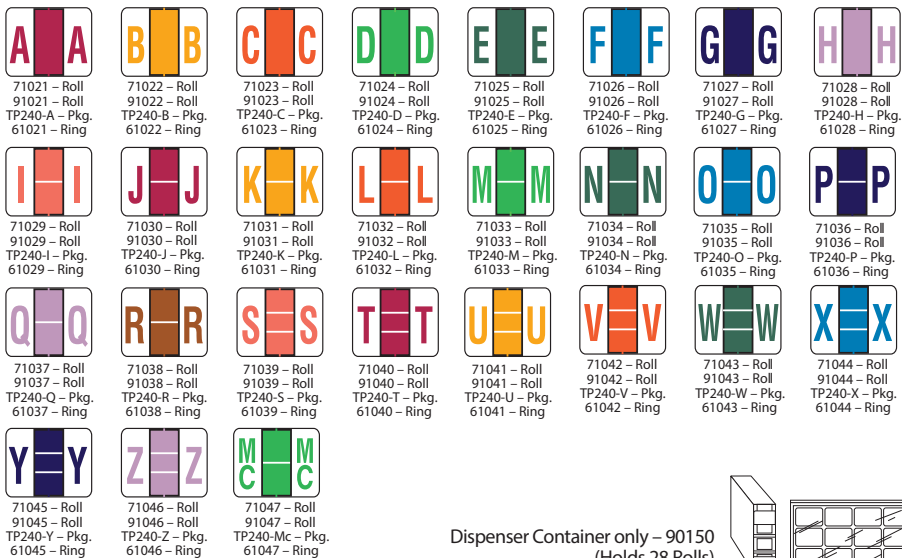 A A
71021 – Roll
91021 – Roll
TP240-A – Pkg.
61021 – Ring
B B
71022 – Roll
91022 – Roll
TP240-B – Pkg.
61022 – Ring
C C
71023 – Roll
91023 – Roll
TP240-C – Pkg.
61023 – Ring
D D
71024 – Roll
91024 – Roll
TP240-D – Pkg.
61024 – Ring
E E
71025 – Roll
91025 – Roll
TP240-E – Pkg.
61025 – Ring
F F
71026 – Roll
91026 – Roll
TP240-F – Pkg.
61026 – Ring
G G
71027 – Roll
91027 – Roll
TP240-G – Pkg.
61027 – Ring
H H
71028 – Roll
91028 – Roll
TP240-H – Pkg.
61028 – Ring
I I
71029 – Roll
91029 – Roll
TP240-I – Pkg.
61029 – Ring
J J
71030 – Roll
91030 – Roll
TP240-J – Pkg.
61030 – Ring
K K
71031 – Roll
91031 – Roll
TP240-K – Pkg.
61031 – Ring
L L
71032 – Roll
91032 – Roll
TP240-L – Pkg.
61032 – Ring
M M
71033 – Roll
91033 – Roll
TP240-M – Pkg.
61033 – Ring
N N
71034 – Roll
91034 – Roll
TP240-N – Pkg.
61034 – Ring
O O
71035 – Roll
91035 – Roll
TP240-O – Pkg.
61035 – Ring
P P
71036 – Roll
91036 – Roll
TP240-P – Pkg.
61036 – Ring
Q Q
71037 – Roll
91037 – Roll
TP240-Q – Pkg.
61037 – Ring
R R
71038 – Roll
91038 – Roll
TP240-R – Pkg.
61038 – Ring
S S
71039 – Roll
91039 – Roll
TP240-S – Pkg.
61039 – Ring
T T
71040 – Roll
91040 – Roll
TP240-T – Pkg.
61040 – Ring
U U
71041 – Roll
91041 – Roll
TP240-U – Pkg.
61041 – Ring
V V
71042 – Roll
91042 – Roll
TP240-V – Pkg.
61042 – Ring
W W
71043 – Roll
91043 – Roll
TP240-W – Pkg.
61043 – Ring
X X
71044 – Roll
91044 – Roll
TP240-X – Pkg.
61044 – Ring
Y Y
71045 – Roll
91045 – Roll
TP240-Y – Pkg.
61045 – Ring
Z Z
71046 – Roll
91046 – Roll
TP240-Z – Pkg.
61046 – Ring
M M
C C
71047 – Roll
91047 – Roll
TP240-Mc – Pkg.
61047 – Ring
Dispenser Container only – 90150
(Holds 28 Rolls)